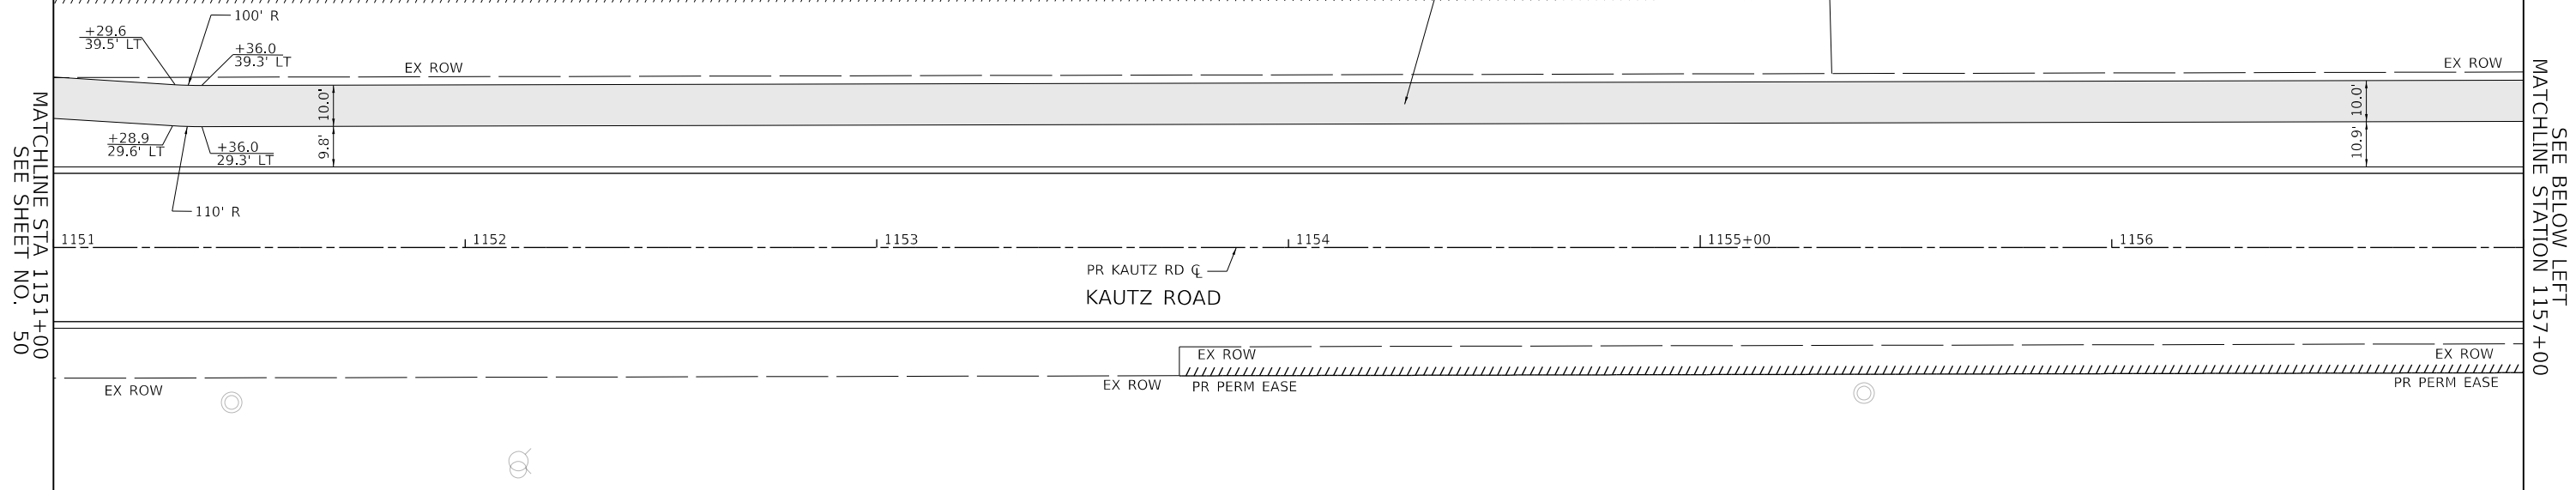 100' R
+29.6
39.5' LT
+36.0
39.3' LT
EX ROW
EX ROW
10.0'
9.8'
10.0'
10.9'
+28.9
29.6' LT
+36.0
29.3' LT
110' R
MATCHLINE STA 1151+00
SEE SHEET NO. 50
SEE BELOW LEFT
MATCHLINE STATION 1157+00
1151
1152
1153
1154
1155+00
1156
PR KAUTZ RD ℄
KAUTZ ROAD
EX ROW
EX ROW
EX ROW
EX ROW
PR PERM EASE
PR PERM EASE